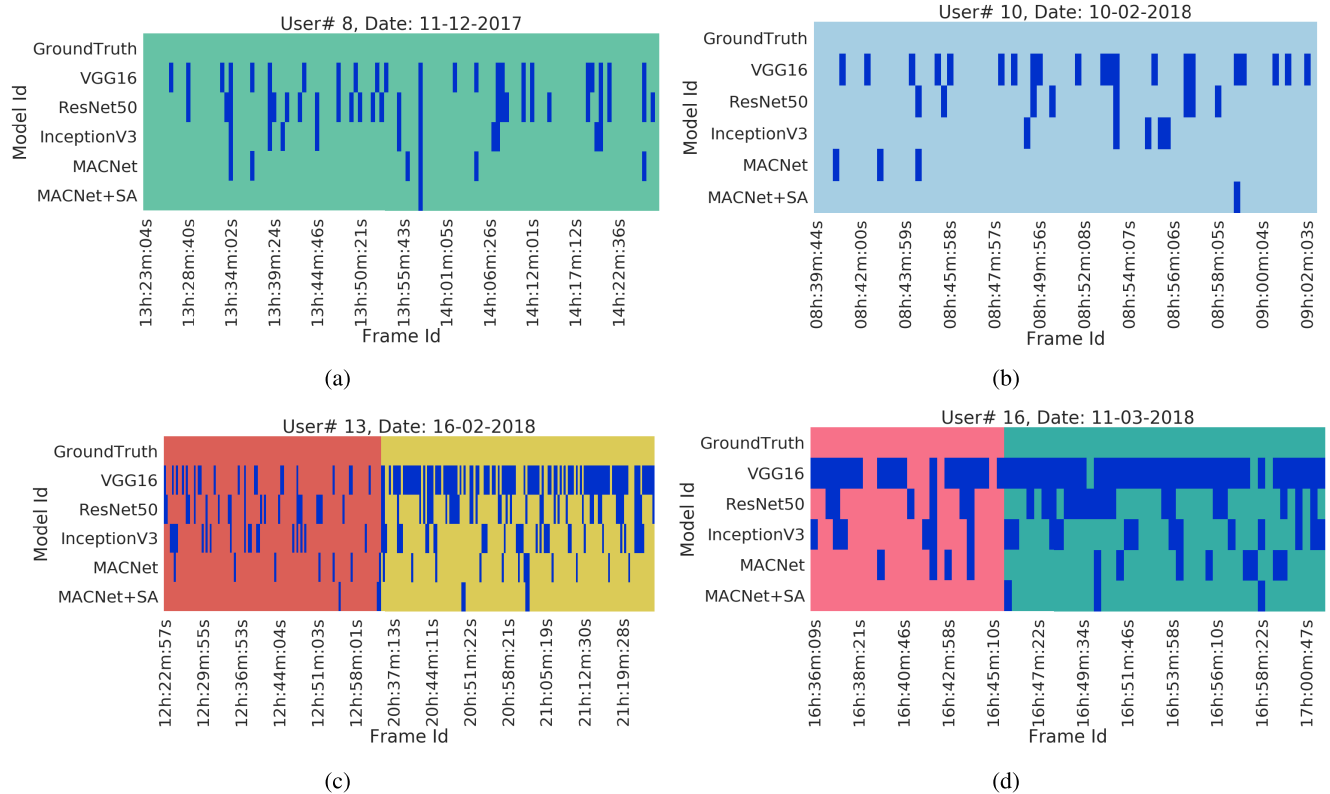 User# 8, Date: 11-12-2017
Model Id
GroundTruth
VGG16
ResNet50
InceptionV3
MACNet
MACNet+SA
13h:23m:04s
13h:28m:40s
13h:34m:02s
13h:39m:24s
13h:44m:46s
13h:50m:21s
13h:55m:43s
14h:01m:05s
14h:06m:26s
14h:12m:01s
14h:17m:12s
14h:22m:36s
Frame Id
(a)
User# 10, Date: 10-02-2018
Model Id
GroundTruth
VGG16
ResNet50
InceptionV3
MACNet
MACNet+SA
08h:39m:44s
08h:42m:00s
08h:43m:59s
08h:45m:58s
08h:47m:57s
08h:49m:56s
08h:52m:08s
08h:54m:07s
08h:56m:06s
08h:58m:05s
09h:00m:04s
09h:02m:03s
Frame Id
(b)
User# 13, Date: 16-02-2018
Model Id
GroundTruth
VGG16
ResNet50
InceptionV3
MACNet
MACNet+SA
12h:22m:57s
12h:29m:55s
12h:36m:53s
12h:44m:04s
12h:51m:03s
12h:58m:01s
20h:37m:13s
20h:44m:11s
20h:51m:22s
20h:58m:21s
21h:05m:19s
21h:12m:30s
21h:19m:28s
Frame Id
(c)
User# 16, Date: 11-03-2018
Model Id
GroundTruth
VGG16
ResNet50
InceptionV3
MACNet
MACNet+SA
16h:36m:09s
16h:38m:21s
16h:40m:46s
16h:42m:58s
16h:45m:10s
16h:47m:22s
16h:49m:34s
16h:51m:46s
16h:53m:58s
16h:56m:10s
16h:58m:22s
17h:00m:47s
Frame Id
(d)